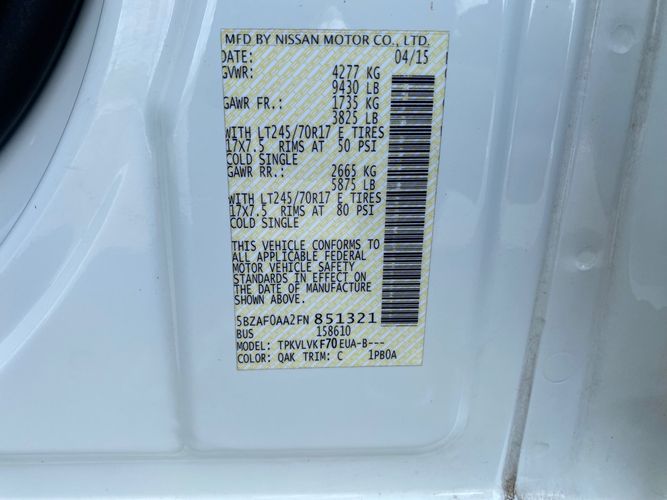 MFD BY NISSAN MOTOR CO., LTD.
DATE: 04/15
GVWR: 4277 KG
9430 LB
GAWR FR.: 1735 KG
3825 LB
WITH LT245/70R17 E TIRES
17X7.5 RIMS AT 50 PSI
COLD SINGLE
GAWR RR.: 2665 KG
5875 LB
WITH LT245/70R17 E TIRES
17X7.5 RIMS AT 80 PSI
COLD SINGLE
THIS VEHICLE CONFORMS TO
ALL APPLICABLE FEDERAL
MOTOR VEHICLE SAFETY
STANDARDS IN EFFECT ON
THE DATE OF MANUFACTURE
SHOWN ABOVE.
5BZAF0AA2FN 851321
BUS 158610
MODEL: TPKVLVKF70EUA-B---
COLOR: QAK TRIM: C 1PB0A